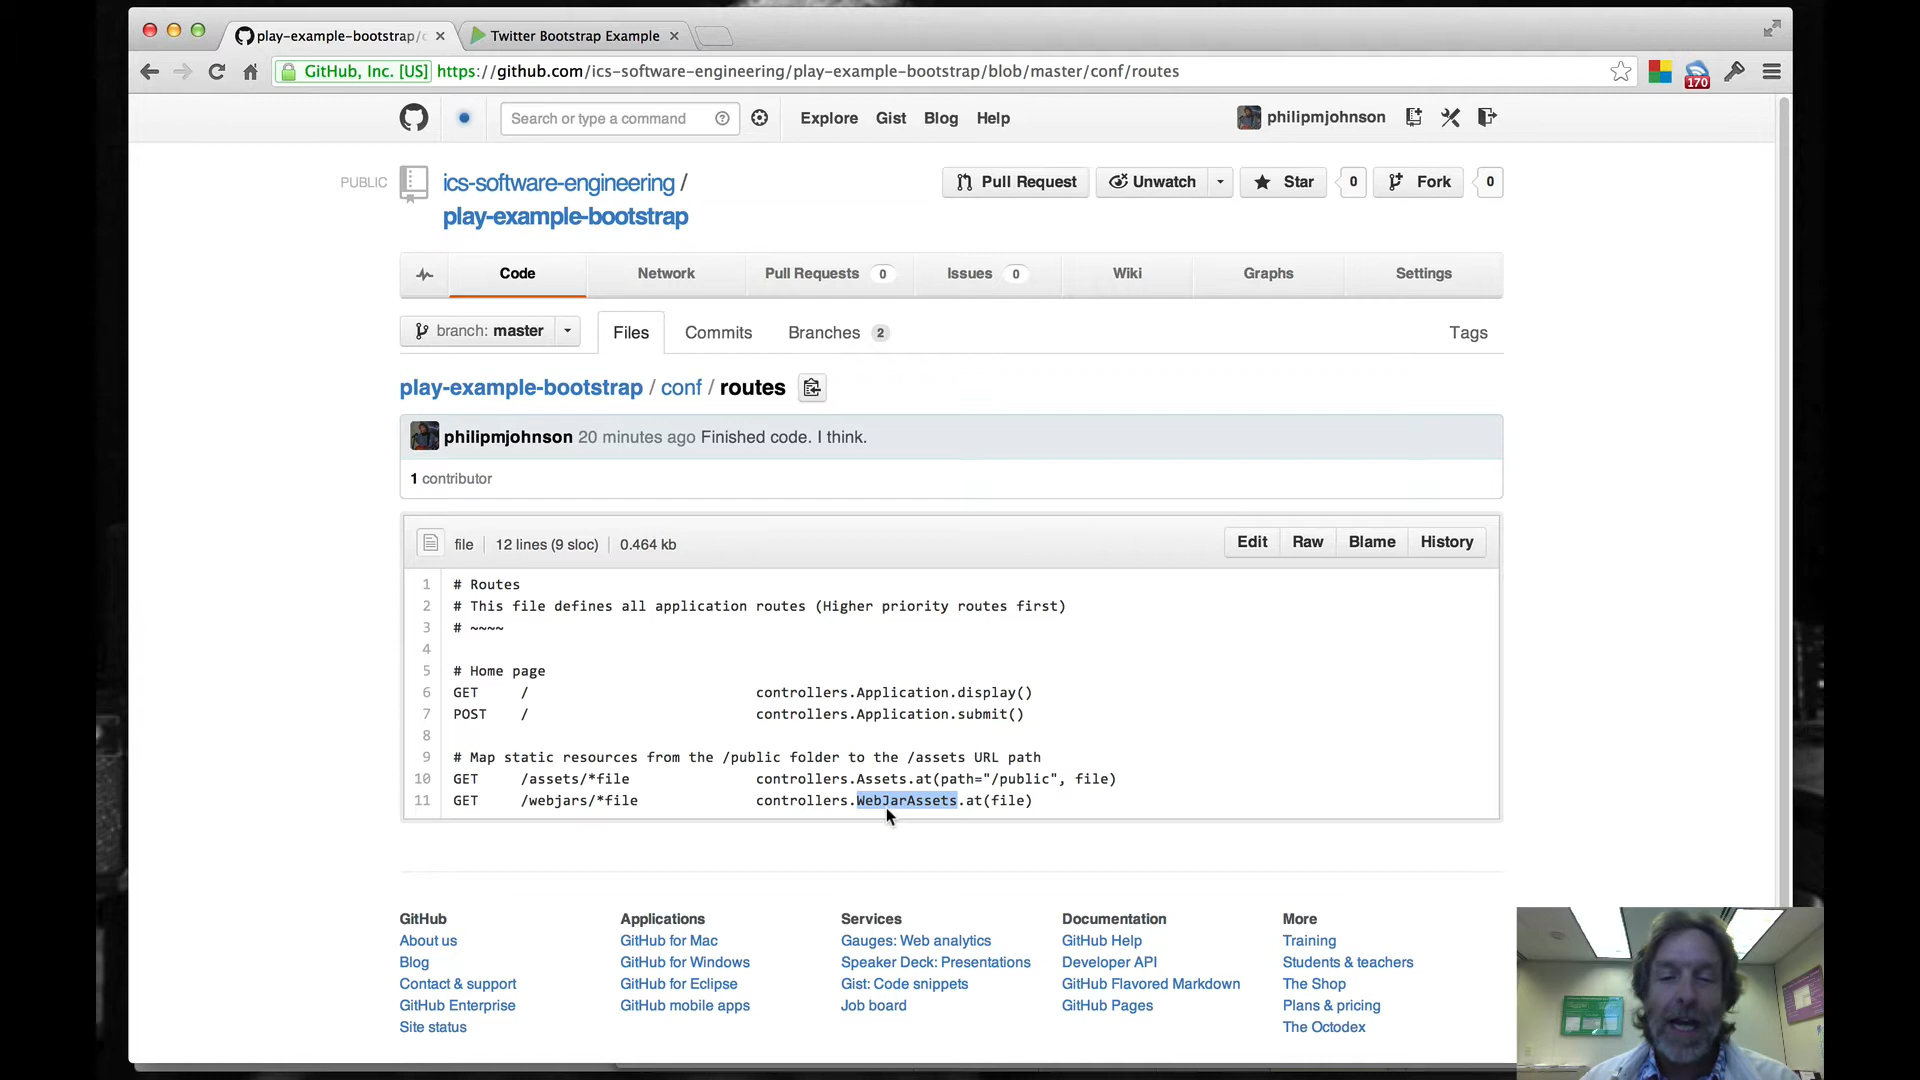 play-example-bootstrap/
Twitter Bootstrap Example
GitHub, Inc. [US] https://github.com/ics-software-engineering/play-example-bootstrap/blob/master/conf/routes
170
Search or type a command
Explore Gist Blog Help
philipmjohnson
PUBLIC
ics-software-engineering /
play-example-bootstrap
Pull Request
Unwatch
Star 0
Fork 0
Code
Network
Pull Requests 0
Issues 0
Wiki
Graphs
Settings
branch: master
Files
Commits
Branches 2
Tags
play-example-bootstrap / conf / routes
philipmjohnson 20 minutes ago Finished code. I think.
1 contributor
file 12 lines (9 sloc) 0.464 kb
Edit Raw Blame History
1 # Routes
2 # This file defines all application routes (Higher priority routes first)
3 # ~~~~
4
5 # Home page
6 GET / controllers.Application.display()
7 POST / controllers.Application.submit()
8
9 # Map static resources from the /public folder to the /assets URL path
10 GET /assets/*file controllers.Assets.at(path="/public", file)
11 GET /webjars/*file controllers.WebJarAssets.at(file)
GitHub
About us
Blog
Contact & support
GitHub Enterprise
Site status
Applications
GitHub for Mac
GitHub for Windows
GitHub for Eclipse
GitHub mobile apps
Services
Gauges: Web analytics
Speaker Deck: Presentations
Gist: Code snippets
Job board
Documentation
GitHub Help
Developer API
GitHub Flavored Markdown
GitHub Pages
More
Training
Students & teachers
The Shop
Plans & pricing
The Octodex